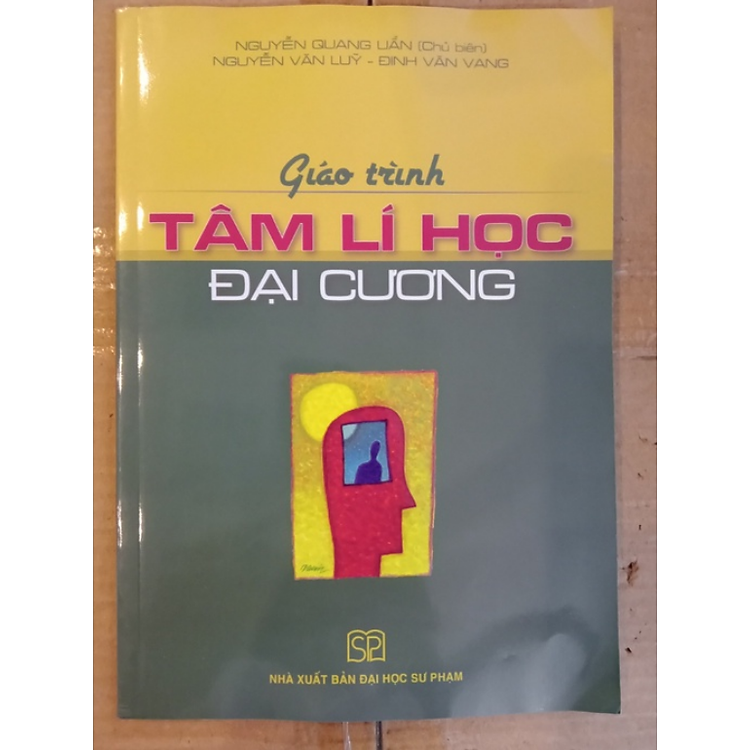 NGUYỄN QUANG UẨN (Chủ biên)
NGUYỄN VĂN LUỸ - ĐINH VĂN VANG
Giáo trình
TÂM LÍ HỌC
ĐẠI CƯƠNG
SP
NHÀ XUẤT BẢN ĐẠI HỌC SƯ PHẠM